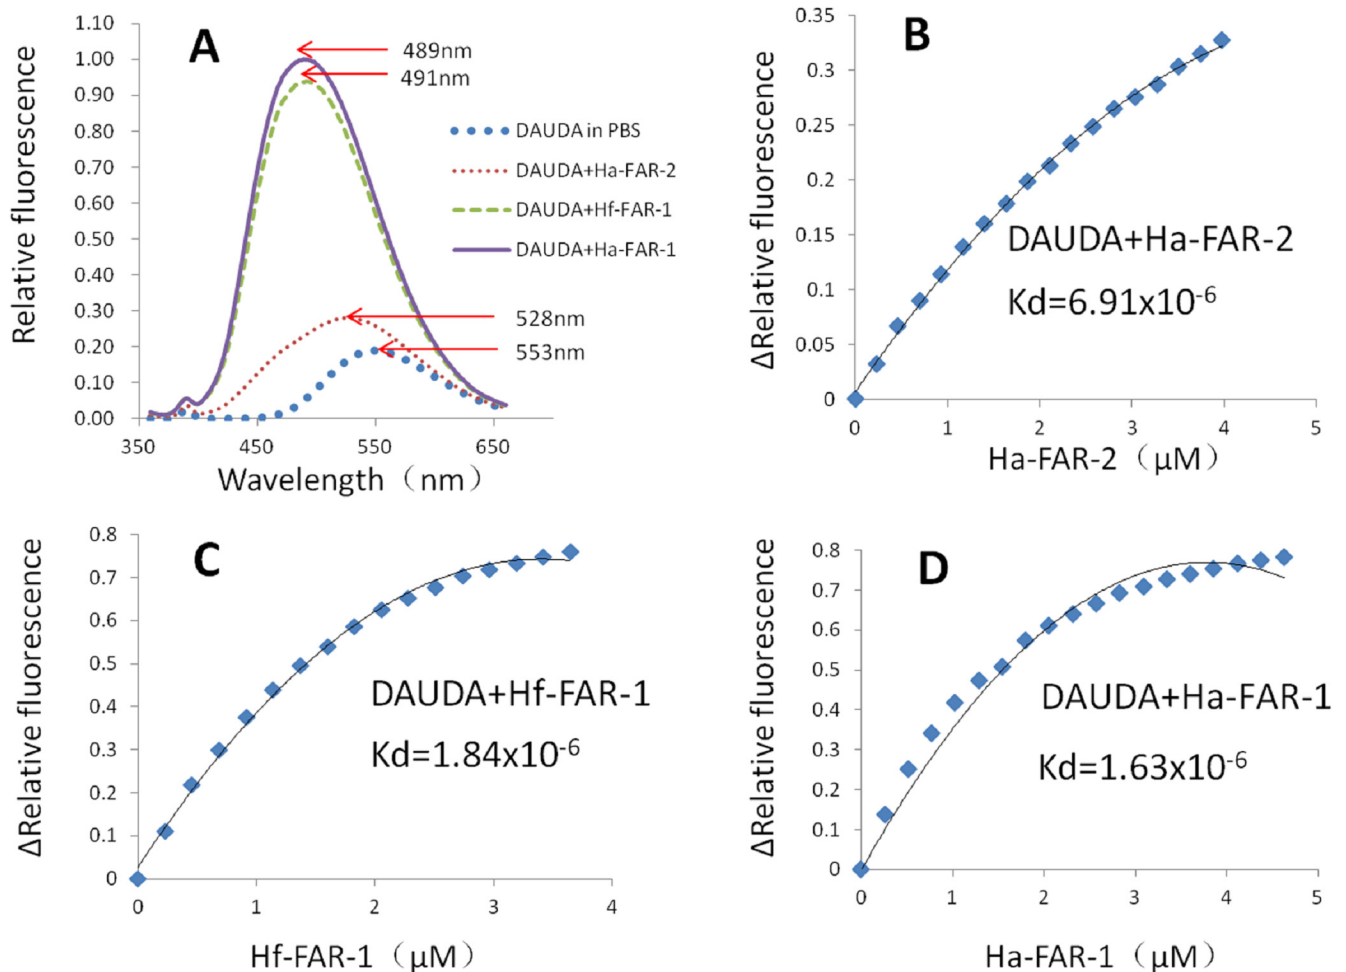 A
Relative fluorescence
1.10
1.00
0.90
0.80
0.70
0.60
0.50
0.40
0.30
0.20
0.10
0.00
350
450
550
650
Wavelength（nm）
489nm
491nm
DAUDA in PBS
DAUDA+Ha-FAR-2
DAUDA+Hf-FAR-1
DAUDA+Ha-FAR-1
528nm
553nm
B
ΔRelative fluorescence
0.35
0.3
0.25
0.2
0.15
0.1
0.05
0
0
1
2
3
4
5
Ha-FAR-2（μM）
DAUDA+Ha-FAR-2
Kd=6.91x10⁻⁶
C
ΔRelative fluorescence
0.8
0.7
0.6
0.5
0.4
0.3
0.2
0.1
0
0
1
2
3
4
Hf-FAR-1（μM）
DAUDA+Hf-FAR-1
Kd=1.84x10⁻⁶
D
ΔRelative fluorescence
0.8
0.7
0.6
0.5
0.4
0.3
0.2
0.1
0
0
1
2
3
4
5
Ha-FAR-1（μM）
DAUDA+Ha-FAR-1
Kd=1.63x10⁻⁶